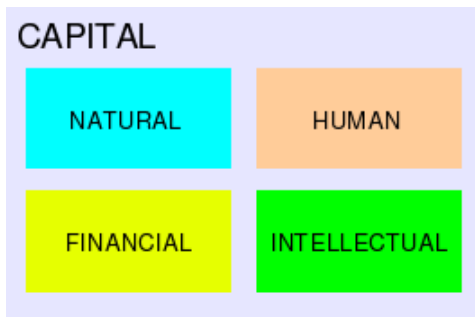 CAPITAL
NATURAL
HUMAN
FINANCIAL
INTELLECTUAL